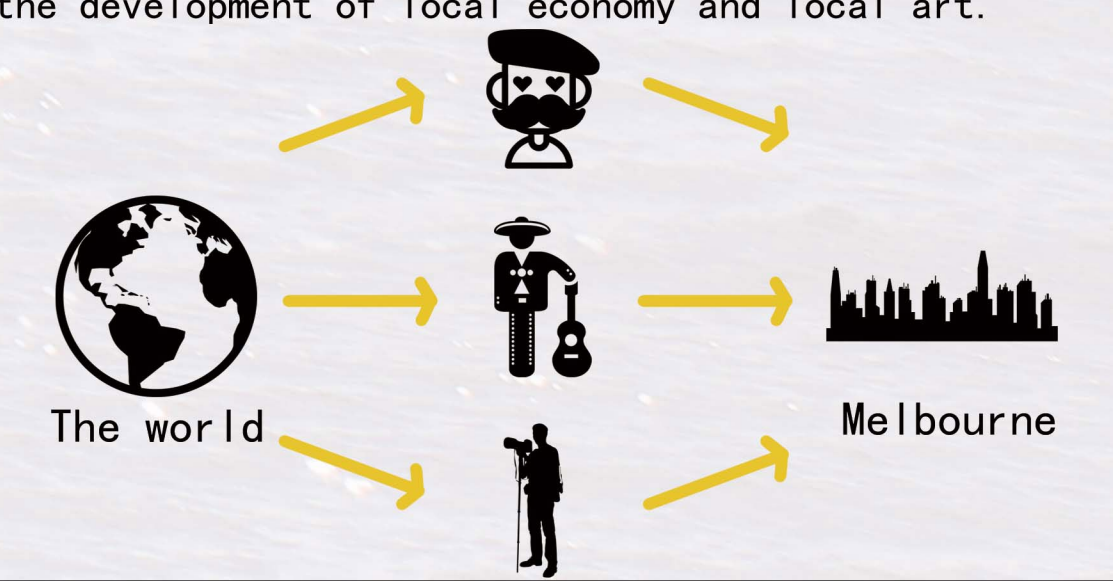 the development of local economy and local art.
The world
Melbourne